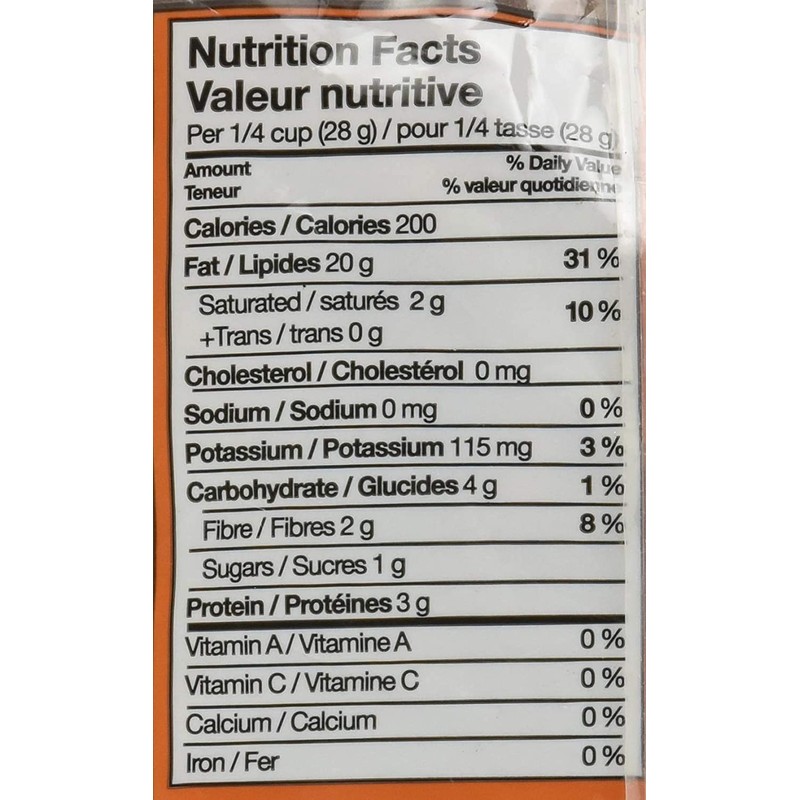 Nutrition Facts
Valeur nutritive
Per 1/4 cup (28 g) / pour 1/4 tasse (28 g)
Amount % Daily Value
Teneur % valeur quotidienne
Calories / Calories 200
Fat / Lipides 20 g 31 %
Saturated / saturés 2 g 10 %
+Trans / trans 0 g
Cholesterol / Cholestérol 0 mg
Sodium / Sodium 0 mg 0 %
Potassium / Potassium 115 mg 3 %
Carbohydrate / Glucides 4 g 1 %
Fibre / Fibres 2 g 8 %
Sugars / Sucres 1 g
Protein / Protéines 3 g
Vitamin A / Vitamine A 0 %
Vitamin C / Vitamine C 0 %
Calcium / Calcium 0 %
Iron / Fer 0 %